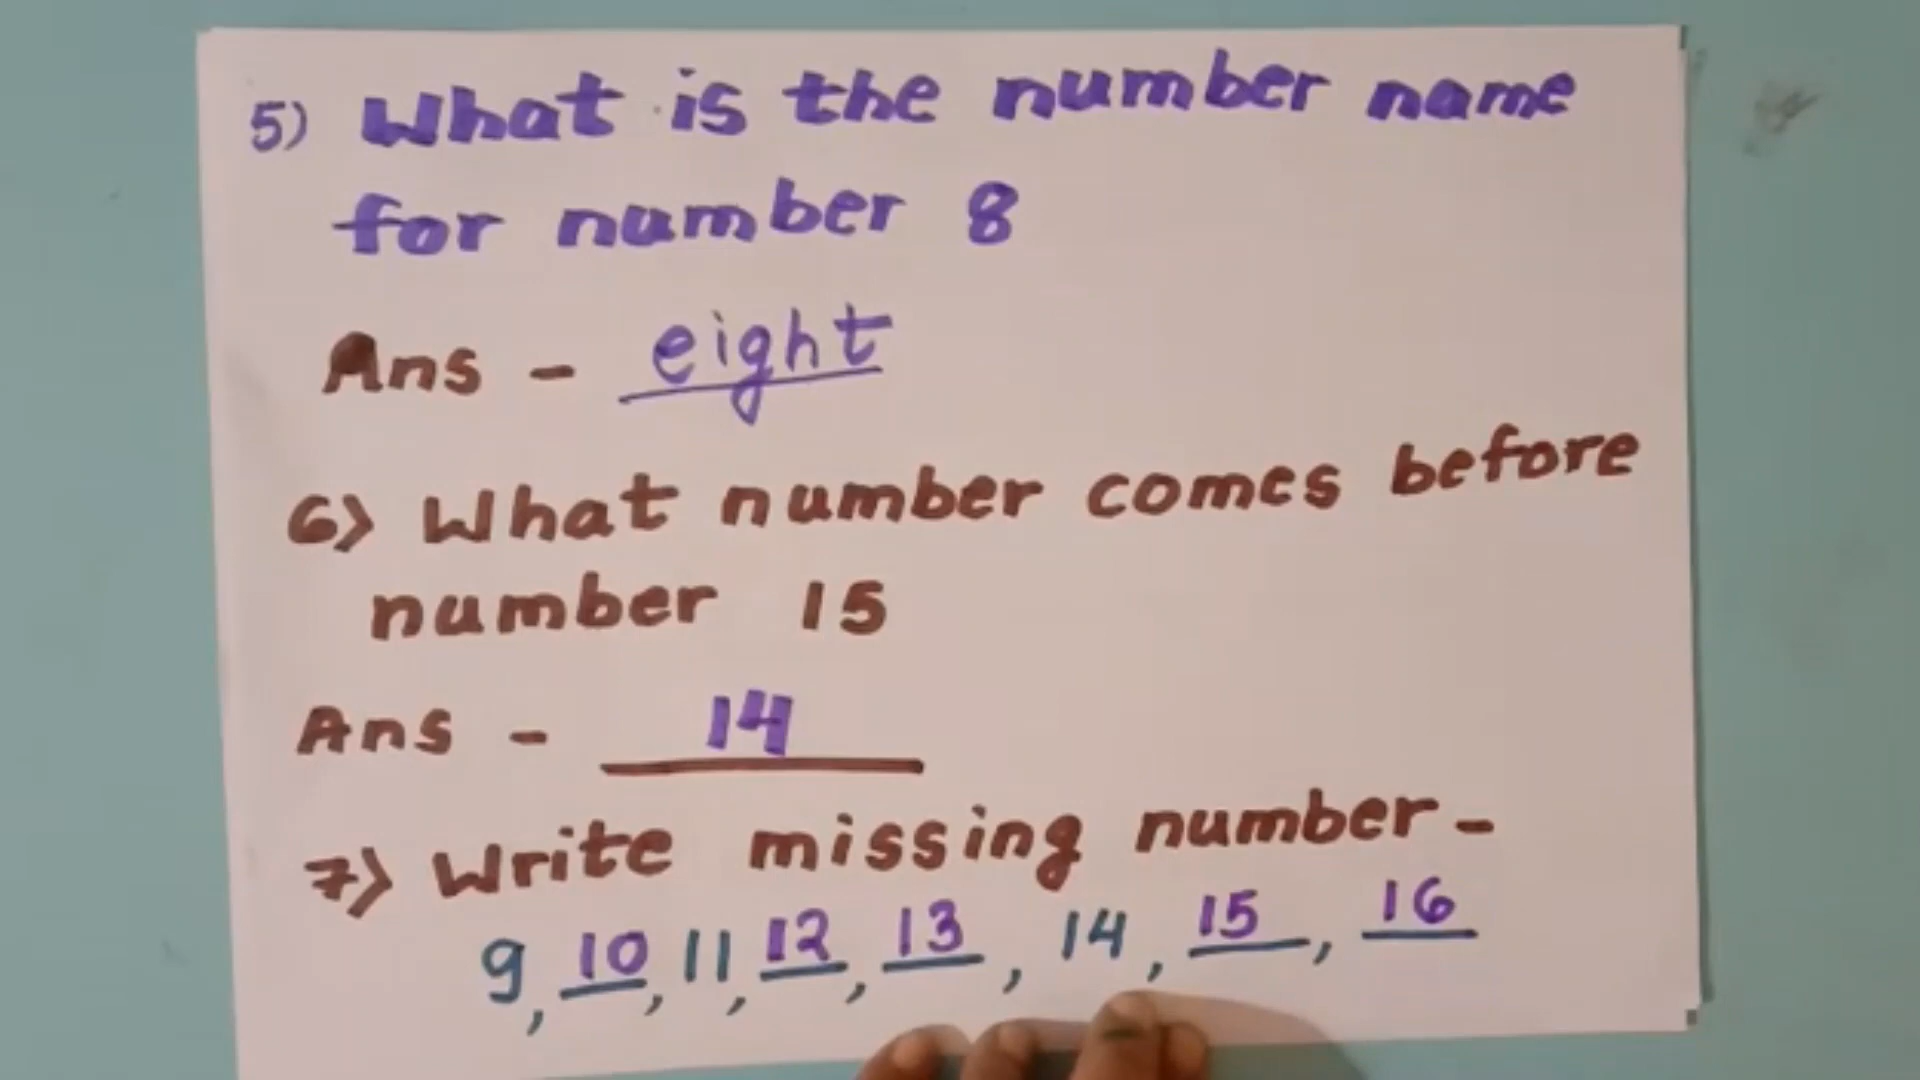 5) What is the number name
for number 8
Ans - eight
6) What number comes before
number 15
Ans - 14
7) Write missing number -
9, 10, 11, 12, 13, 14, 15, 16